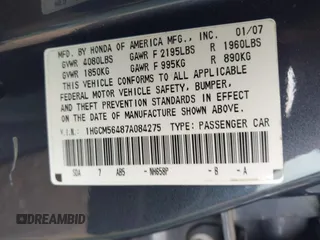 MFD. BY HONDA OF AMERICA MFG., INC. 01/07
GVWR 4080LBS GAWR F 2195LBS R 1960LBS
GVWR 1850KG GAWR F 995KG R 890KG
THIS VEHICLE CONFORMS TO ALL APPLICABLE
FEDERAL MOTOR VEHICLE SAFETY, BUMPER,
AND THEFT PREVENTION STANDARDS IN
EFFECT ON THE DATE OF MANUFACTURE
SHOWN ABOVE.
V.I.N.: 1HGCM56487A084275 TYPE: PASSENGER CAR
SDA 7 AB5 - NH658P - B - A
DREAMBID